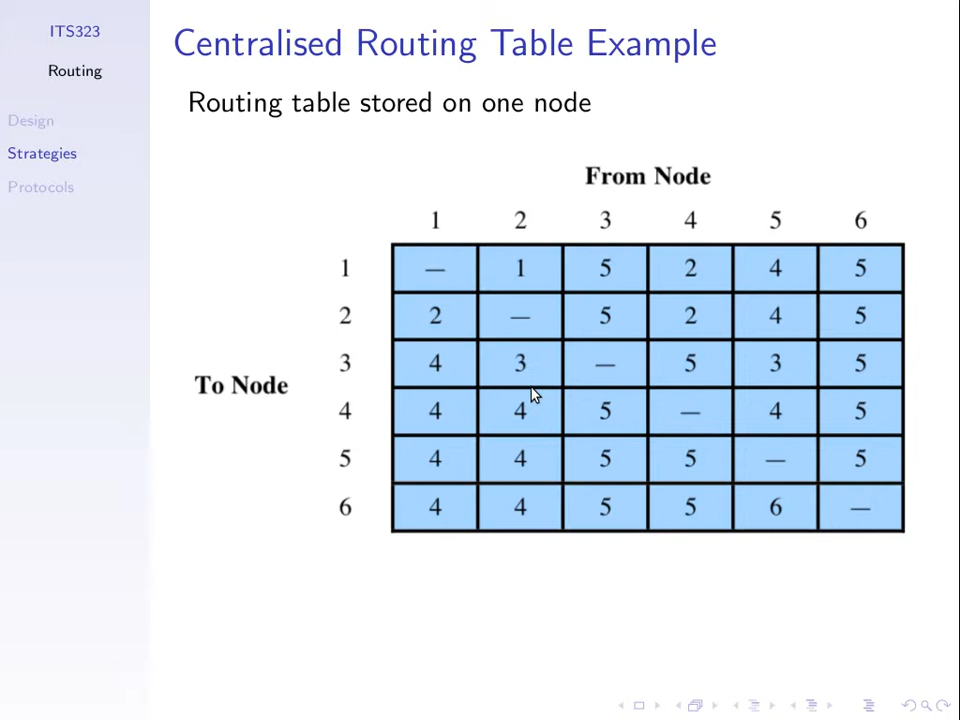 ITS323
Routing
Design
Strategies
Protocols
Centralised Routing Table Example
Routing table stored on one node
From Node
1 2 3 4 5 6
1 — 1 5 2 4 5
2 2 — 5 2 4 5
3 4 3 — 5 3 5
To Node
4 4 4 5 — 4 5
5 4 4 5 5 — 5
6 4 4 5 5 6 —